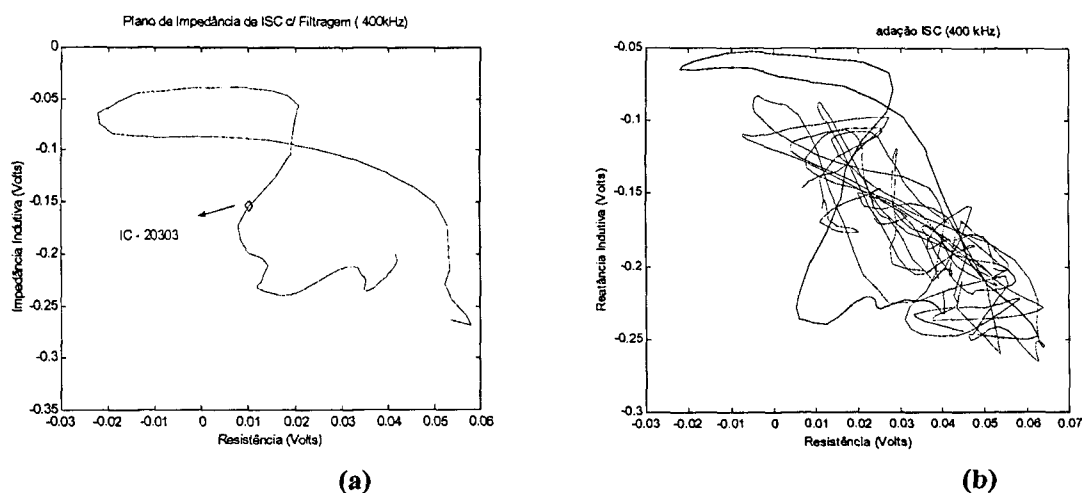 Plano de Impedância de ISC c/ Filtragem ( 400kHz)
0
-0.05
-0.1
-0.15
-0.2
-0.25
-0.3
-0.35
Impedância Indutiva (Volts)
IC - 20303
-0.03 -0.02 -0.01 0 0.01 0.02 0.03 0.04 0.05 0.06
Resistência (Volts)
(a)
adação ISC (400 kHz)
-0.05
-0.1
-0.15
-0.2
-0.25
-0.3
Reatância Indutiva (Volts)
-0.03 -0.02 -0.01 0 0.01 0.02 0.03 0.04 0.05 0.06 0.07
Resistência (Volts)
(b)